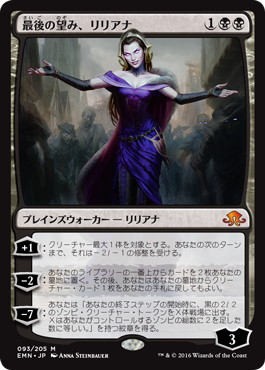 最後の望み、リリアナ
1
プレインズウォーカー — リリアナ
+1:クリーチャー最大1体を対象とする。あなたの次のターン
まで、それは-2/-1の修整を受ける。
-2:あなたのライブラリーの一番上からカードを2枚あなたの
墓地に置く。その後、あなたはあなたの墓地からクリー
チャー・カード1枚をあなたの手札に戻してもよい。
-7:あなたは「あなたの終了ステップの開始時に、黒の2/2
のゾンビ・クリーチャー・トークンをX体戦場に出す。
Xはあなたがコントロールするゾンビの総数に2を足した
数に等しい。」を持つ紋章を得る。
3
093/205 M
EMN • JP ANNA STEINBAUER
™ & © 2016 Wizards of the Coast